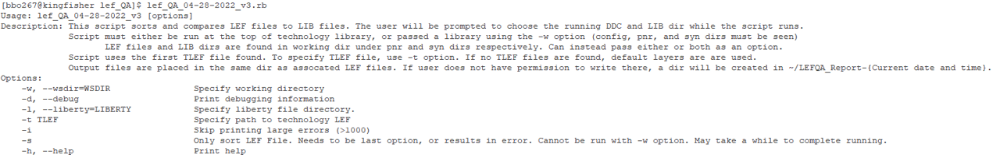 [bbo267@kingfisher lef_QA]$ lef_QA_04-28-2022_v3.rb
Usage: lef_QA_04-28-2022_v3 [options]
Description: This script sorts and compares LEF files to LIB files. The user will be prompted to choose the running DDC and LIB dir while the script runs.
Script must either be run at the top of technology library, or passed a library using the -w option (config, pnr, and syn dirs must be seen)
LEF files and LIB dirs are found in working dir under pnr and syn dirs respectively. Can instead pass either or both as an option.
Script uses the first TLEF file found. To specify TLEF file, use -t option. If no TLEF files are found, default layers are are used.
Output files are placed in the same dir as assocated LEF files. If user does not have permission to write there, a dir will be created in ~/LEFQA_Report-{Current date and time}.
Options:
-w, --wsdir=WSDIR Specify working directory
-d, --debug Print debugging information
-l, --liberty=LIBERTY Specify liberty file directory.
-t TLEF Specify path to technology LEF
-i Skip printing large errors (>1000)
-s Only sort LEF File. Needs to be last option, or results in error. Cannot be run with -w option. May take a while to complete running.
-h, --help Print help